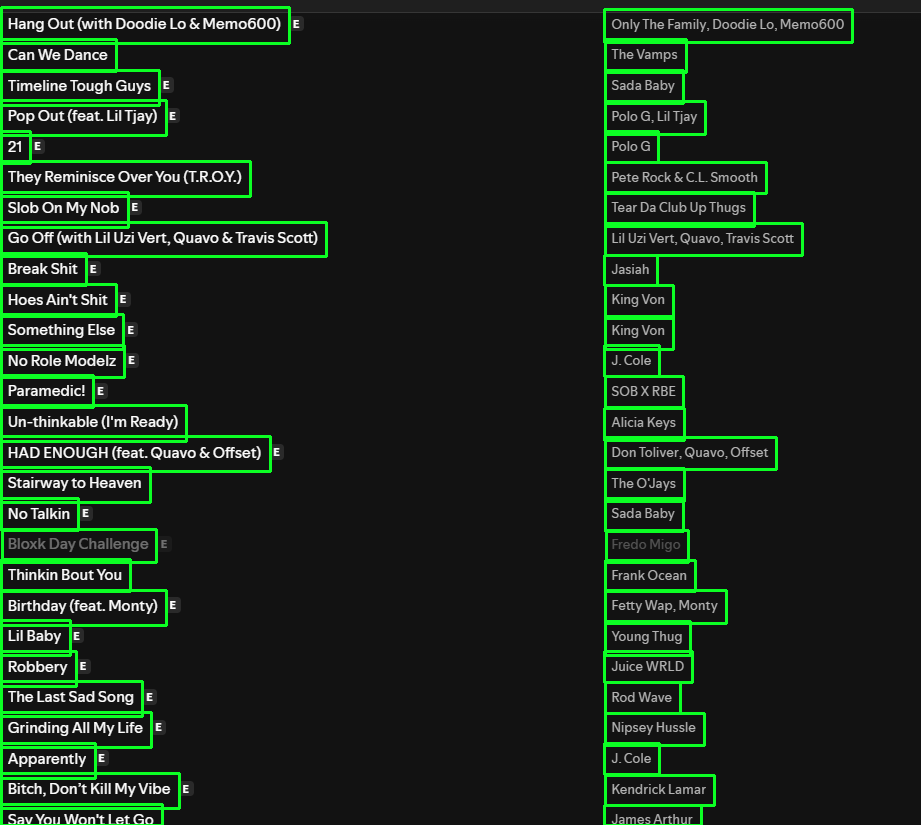 Hang Out (with Doodie Lo & Memo600) E Only The Family, Doodie Lo, Memo600
Can We Dance The Vamps
Timeline Tough Guys E Sada Baby
Pop Out (feat. Lil Tjay) E Polo G, Lil Tjay
21 E Polo G
They Reminisce Over You (T.R.O.Y.) Pete Rock & C.L. Smooth
Slob On My Nob E Tear Da Club Up Thugs
Go Off (with Lil Uzi Vert, Quavo & Travis Scott) Lil Uzi Vert, Quavo, Travis Scott
Break Shit E Jasiah
Hoes Ain't Shit E King Von
Something Else E King Von
No Role Modelz E J. Cole
Paramedic! E SOB X RBE
Un-thinkable (I'm Ready) Alicia Keys
HAD ENOUGH (feat. Quavo & Offset) E Don Toliver, Quavo, Offset
Stairway to Heaven The O'Jays
No Talkin E Sada Baby
Bloxk Day Challenge E Fredo Migo
Thinkin Bout You Frank Ocean
Birthday (feat. Monty) E Fetty Wap, Monty
Lil Baby E Young Thug
Robbery E Juice WRLD
The Last Sad Song E Rod Wave
Grinding All My Life E Nipsey Hussle
Apparently E J. Cole
Bitch, Don’t Kill My Vibe E Kendrick Lamar
Say You Won't Let Go James Arthur